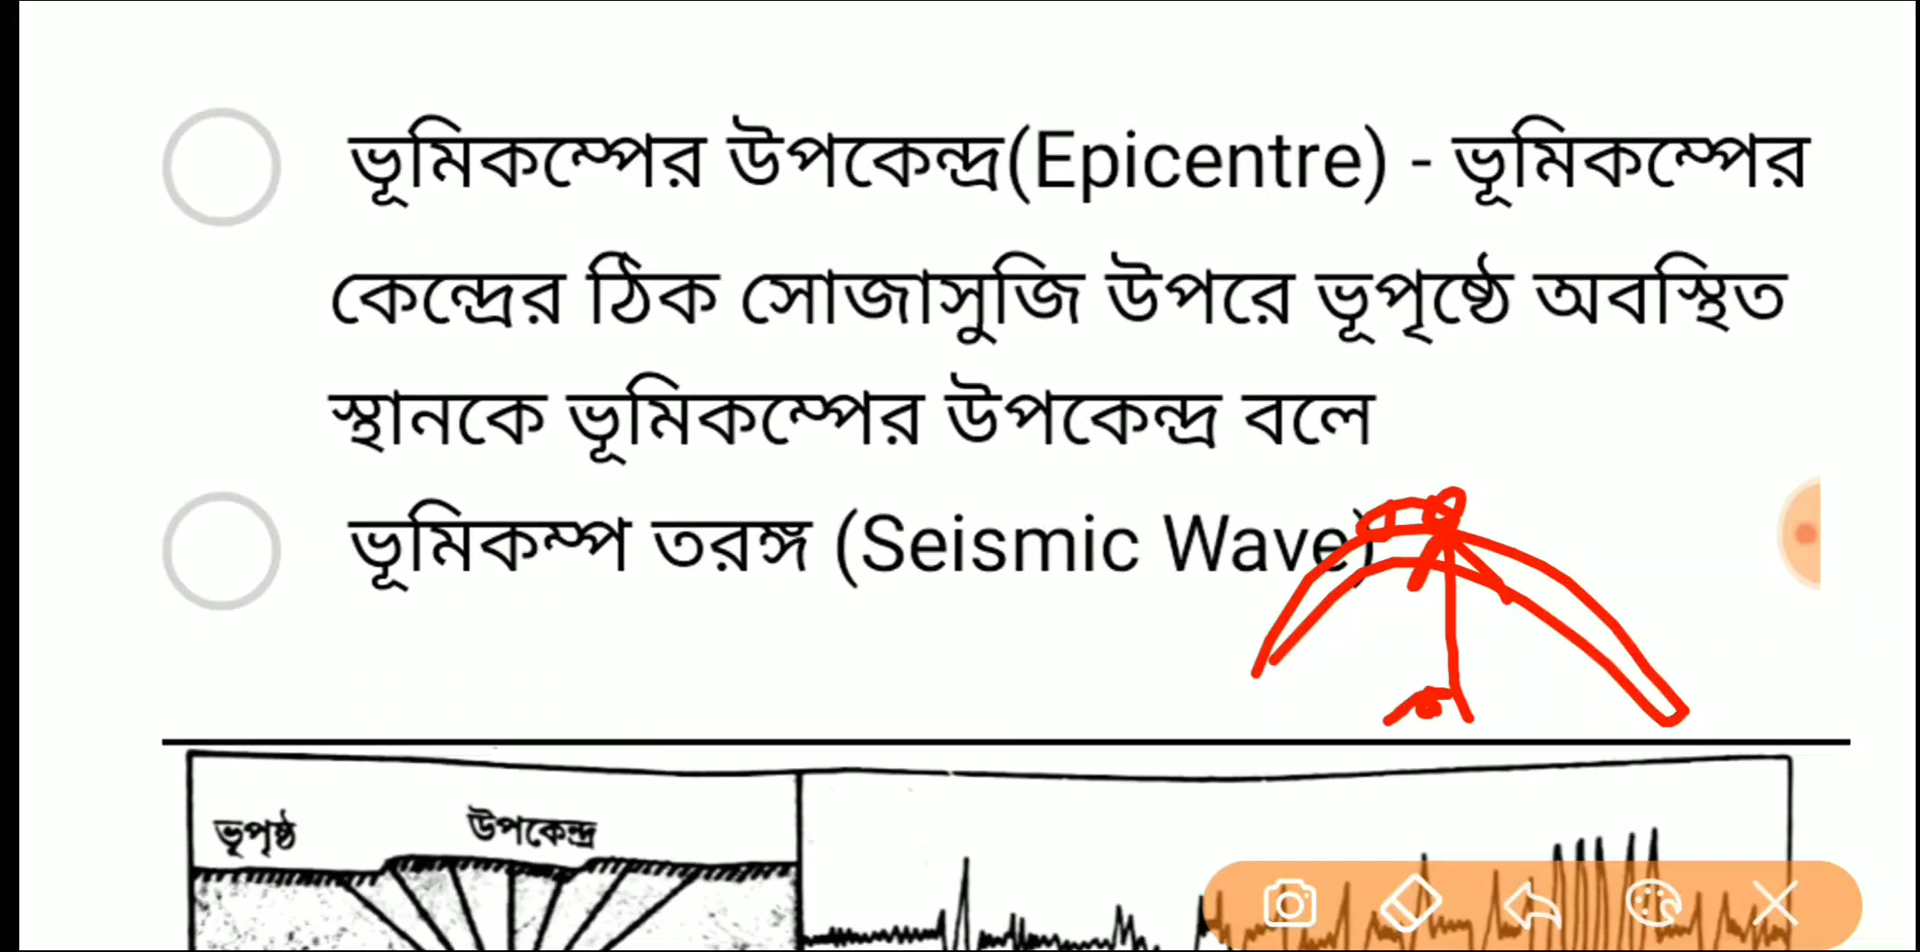 ভূমিকম্পের উপকেন্দ্র(Epicentre) - ভূমিকম্পের
কেন্দ্রের ঠিক সোজাসুজি উপরে ভূপৃষ্ঠে অবস্থিত
স্থানকে ভূমিকম্পের উপকেন্দ্র বলে
ভূমিকম্প তরঙ্গ (Seismic Wave)
ভূপৃষ্ঠ উপকেন্দ্র